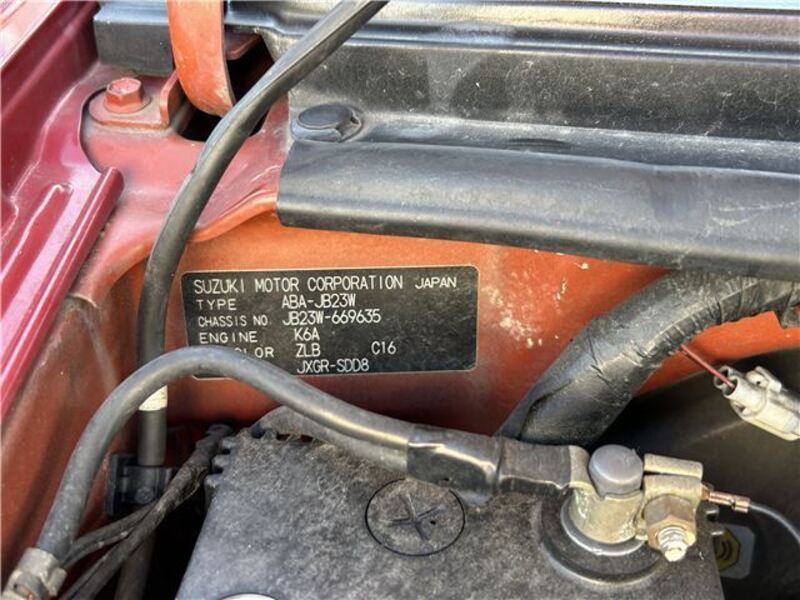 SUZUKI MOTOR CORPORATION JAPAN
TYPE ABA-JB23W
CHASSIS NO. JB23W-669635
ENGINE K6A
ZLB C16
JXGR-SDD8